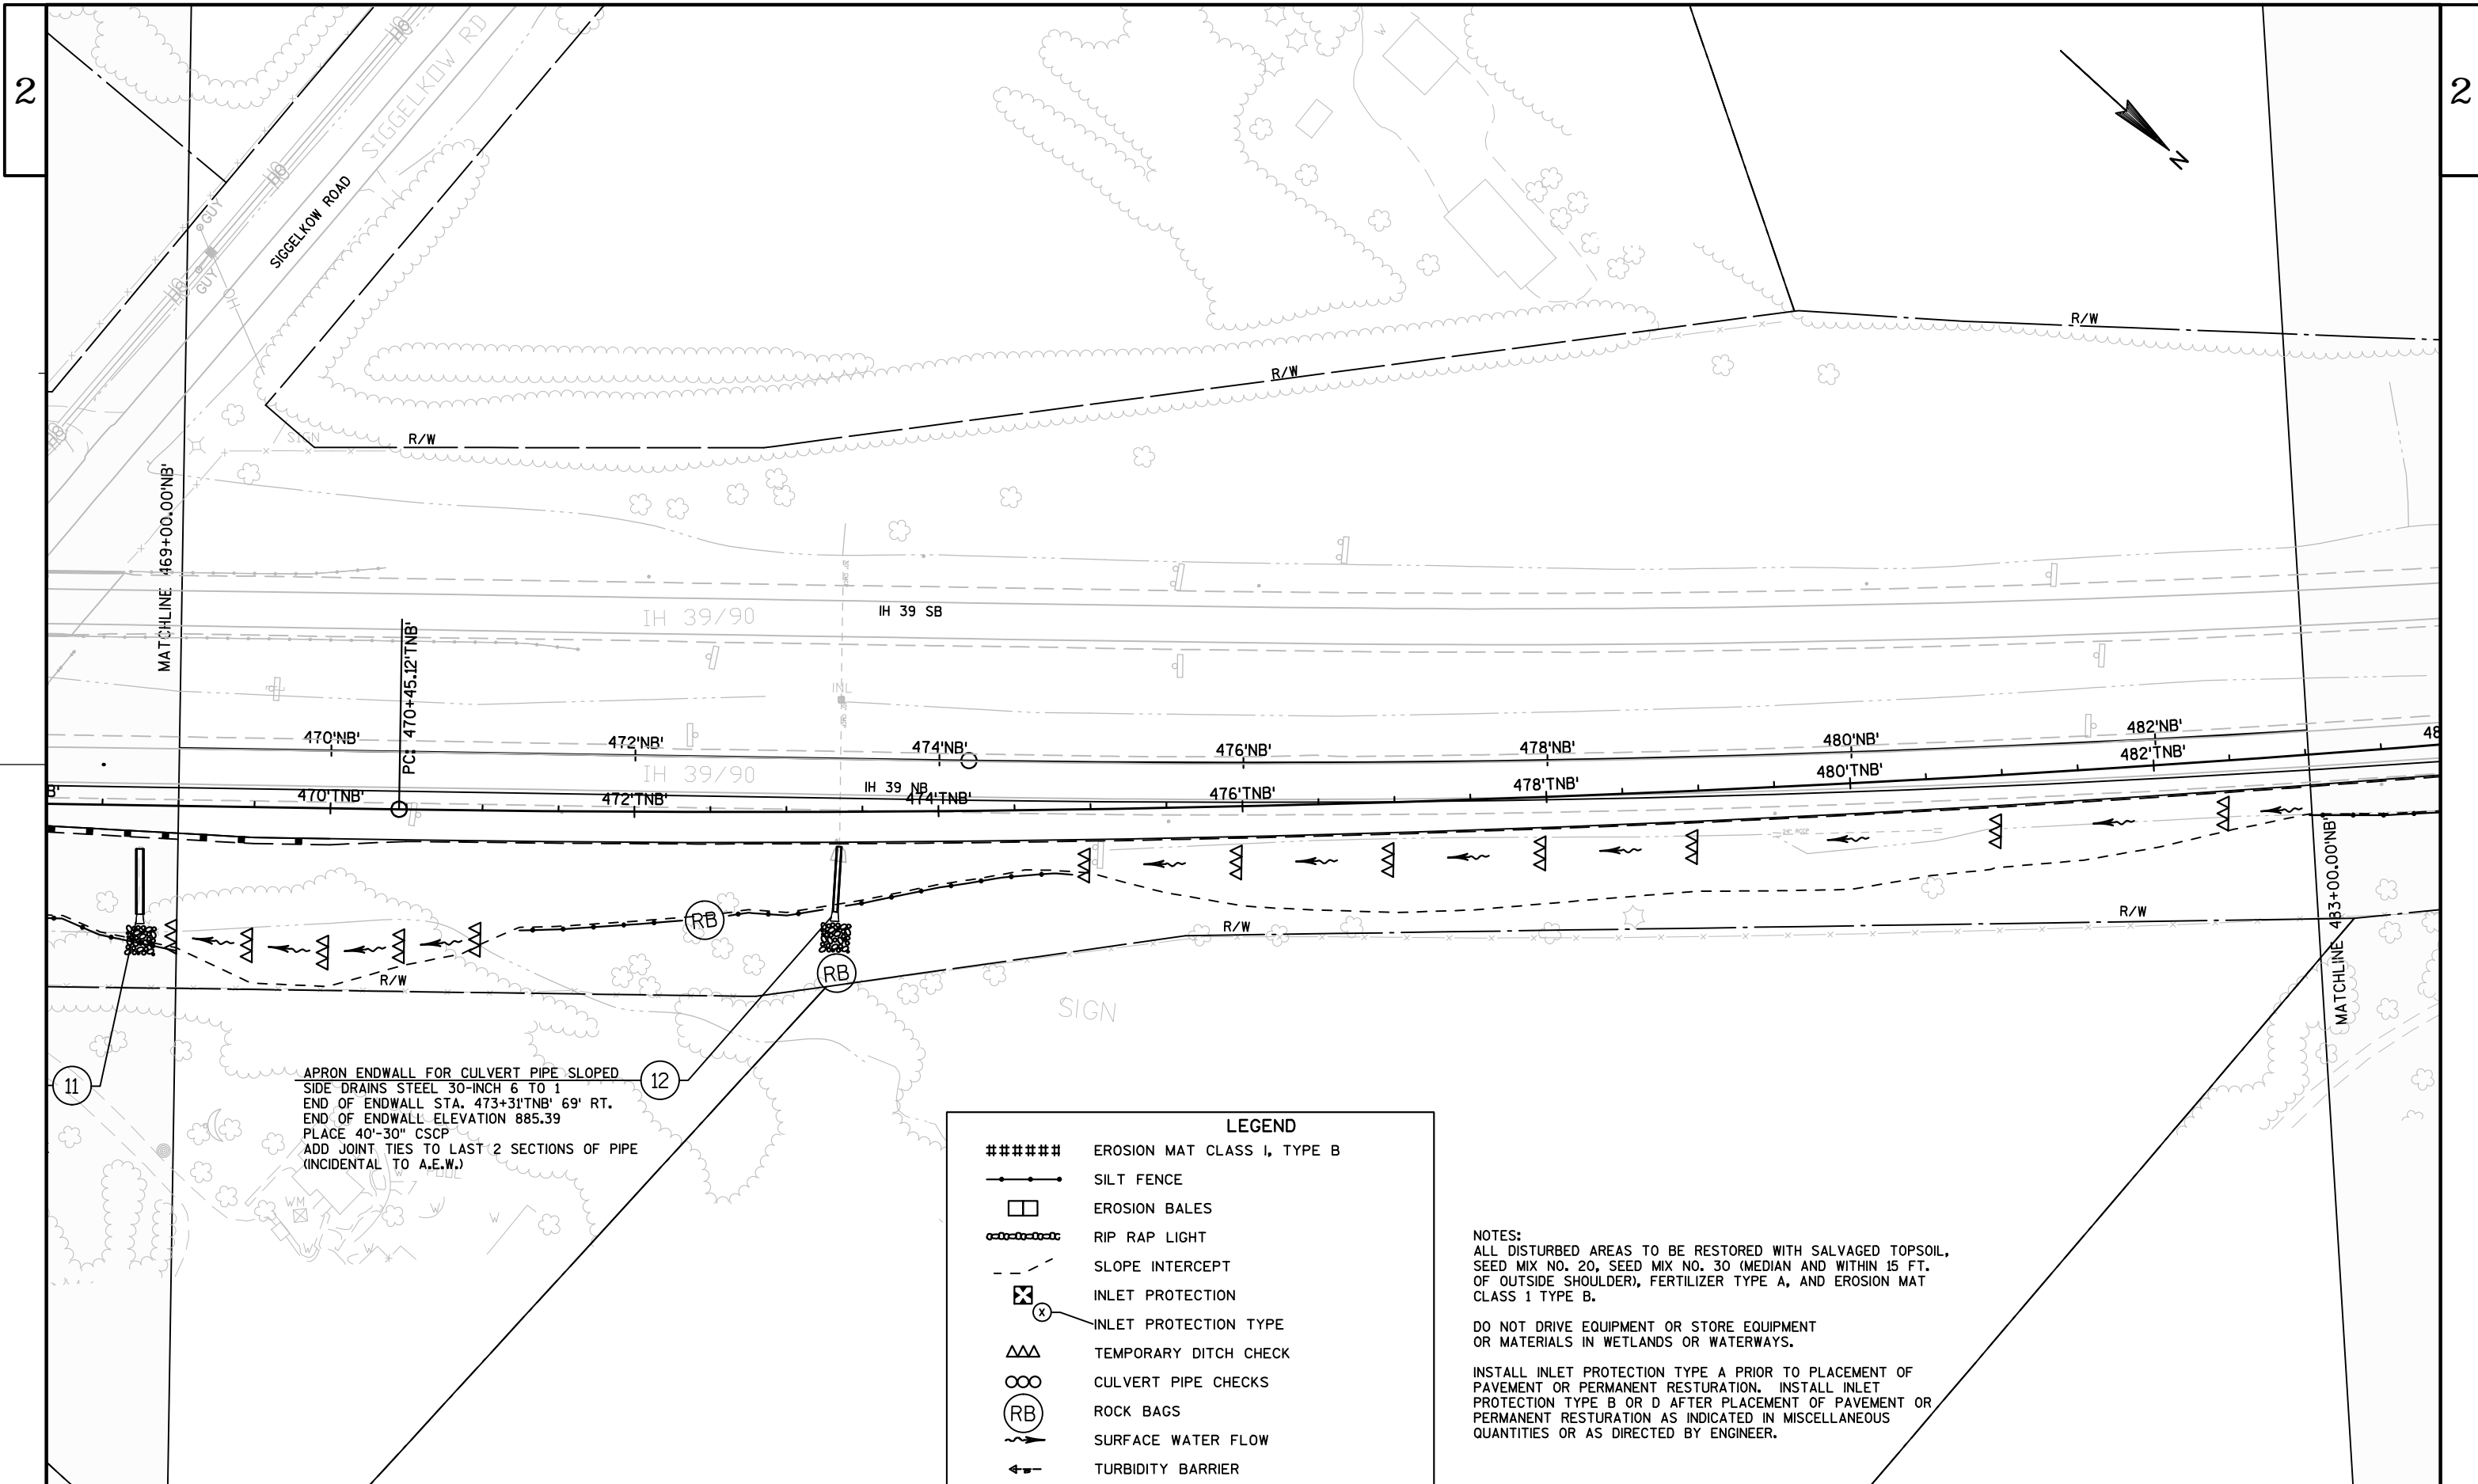 2
2
SIGGELKOW RD
SIGGELKOW ROAD
GUY
GUY
OH
W
N
R/W
R/W
R/W
SIGN
MATCHLINE 469+00.00'NB'
PC: 470+45.12'TNB'
IH 39/90
IH 39 SB
INL
470'NB'
472'NB'
474'NB'
476'NB'
478'NB'
480'NB'
482'NB'
48
IH 39/90
IH 39 NB
B'
470'TNB'
472'TNB'
474'TNB'
476'TNB'
478'TNB'
480'TNB'
482'TNB'
MATCHLINE 483+00.00'NB'
RB
RB
R/W
R/W
R/W
SIGN
11
12
APRON ENDWALL FOR CULVERT PIPE SLOPED
SIDE DRAINS STEEL 30-INCH 6 TO 1
END OF ENDWALL STA. 473+31'TNB' 69' RT.
END OF ENDWALL ELEVATION 885.39
PLACE 40'-30" CSCP
ADD JOINT TIES TO LAST 2 SECTIONS OF PIPE
(INCIDENTAL TO A.E.W.)
POOL
WM
W
W
W
W
W
LEGEND
EROSION MAT CLASS I, TYPE B
SILT FENCE
EROSION BALES
RIP RAP LIGHT
SLOPE INTERCEPT
INLET PROTECTION
X INLET PROTECTION TYPE
TEMPORARY DITCH CHECK
CULVERT PIPE CHECKS
RB ROCK BAGS
SURFACE WATER FLOW
TURBIDITY BARRIER
NOTES:
ALL DISTURBED AREAS TO BE RESTORED WITH SALVAGED TOPSOIL,
SEED MIX NO. 20, SEED MIX NO. 30 (MEDIAN AND WITHIN 15 FT.
OF OUTSIDE SHOULDER), FERTILIZER TYPE A, AND EROSION MAT
CLASS 1 TYPE B.
DO NOT DRIVE EQUIPMENT OR STORE EQUIPMENT
OR MATERIALS IN WETLANDS OR WATERWAYS.
INSTALL INLET PROTECTION TYPE A PRIOR TO PLACEMENT OF
PAVEMENT OR PERMANENT RESTURATION. INSTALL INLET
PROTECTION TYPE B OR D AFTER PLACEMENT OF PAVEMENT OR
PERMANENT RESTURATION AS INDICATED IN MISCELLANEOUS
QUANTITIES OR AS DIRECTED BY ENGINEER.